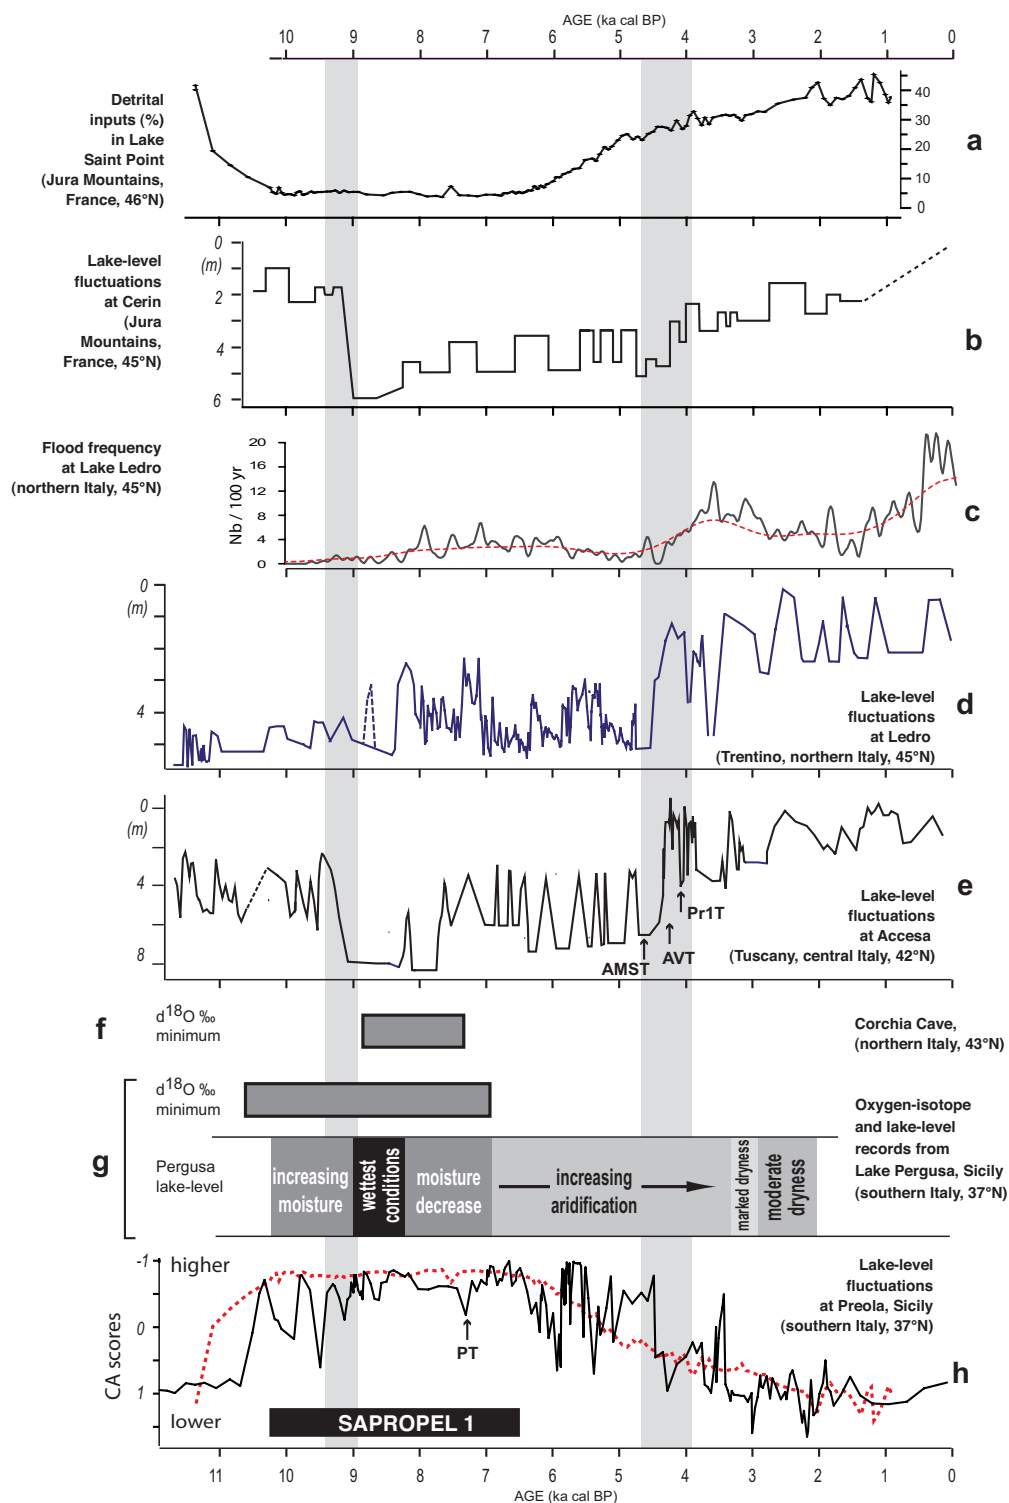 AGE (ka cal BP)
10 9 8 7 6 5 4 3 2 1 0
Detrital
inputs (%)
in Lake
Saint Point
(Jura Mountains,
France, 46°N)
40
30
20
10
0
a
0
(m)
2
4
6
Lake-level
fluctuations
at Cerin
(Jura
Mountains,
France, 45°N)
b
Flood frequency
at Lake Ledro
(northern Italy, 45°N)
Nb / 100 yr
20
16
12
8
4
0
c
0
(m)
4
Lake-level
fluctuations
at Ledro
(Trentino, northern Italy, 45°N)
d
0
(m)
4
8
Pr1T
AVT
AMST
Lake-level
fluctuations
at Accesa
(Tuscany, central Italy, 42°N)
e
f
d18O ‰
minimum
Corchia Cave,
(northern Italy, 43°N)
g
d18O ‰
minimum
Pergusa
lake-level
increasing
moisture
wettest
conditions
moisture
decrease
increasing
aridification
marked dryness
moderate
dryness
Oxygen-isotope
and lake-level
records from
Lake Pergusa, Sicily
(southern Italy, 37°N)
CA scores
-1
0
1
higher
lower
PT
SAPROPEL 1
Lake-level
fluctuations
at Preola, Sicily
(southern Italy, 37°N)
h
11 10 9 8 7 6 5 4 3 2 1 0
AGE (ka cal BP)